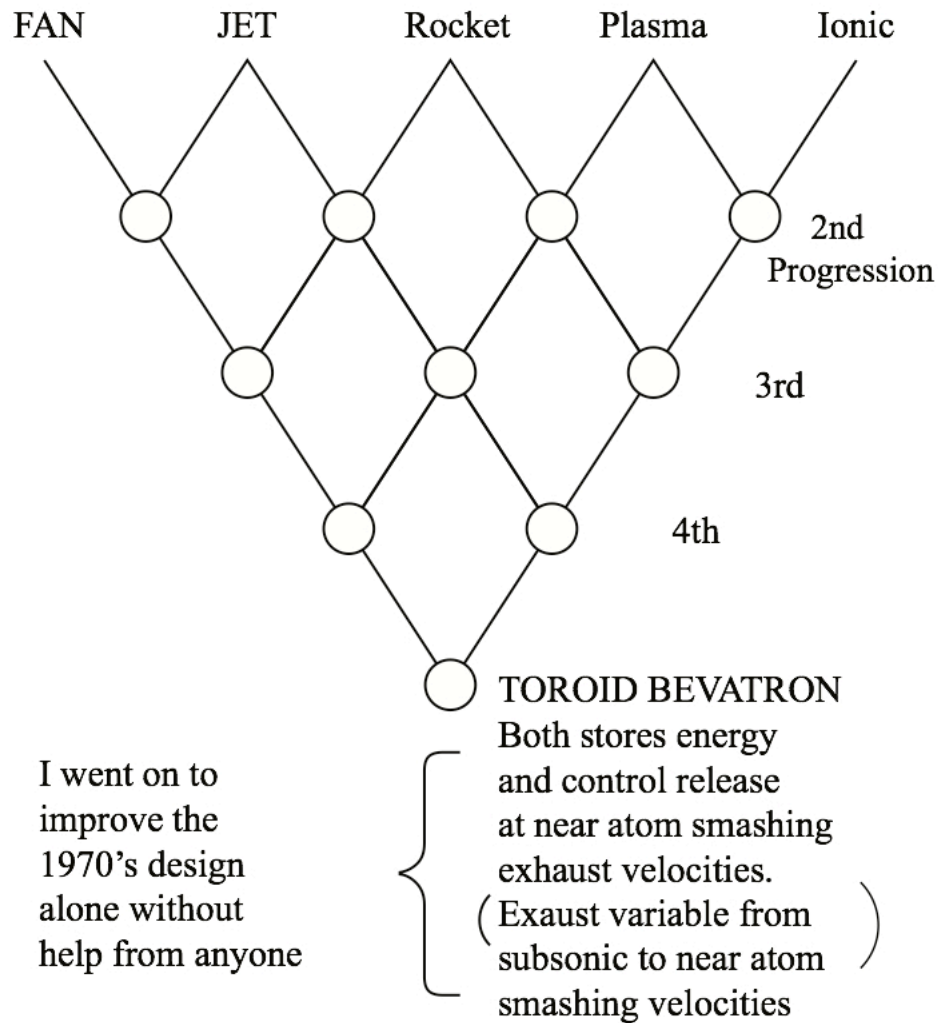 FAN JET Rocket Plasma Ionic
2nd
Progression
3rd
4th
TOROID BEVATRON
Both stores energy
and control release
at near atom smashing
exhaust velocities.
(Exaust variable from
subsonic to near atom)
smashing velocities
I went on to
improve the
1970's design
alone without
help from anyone